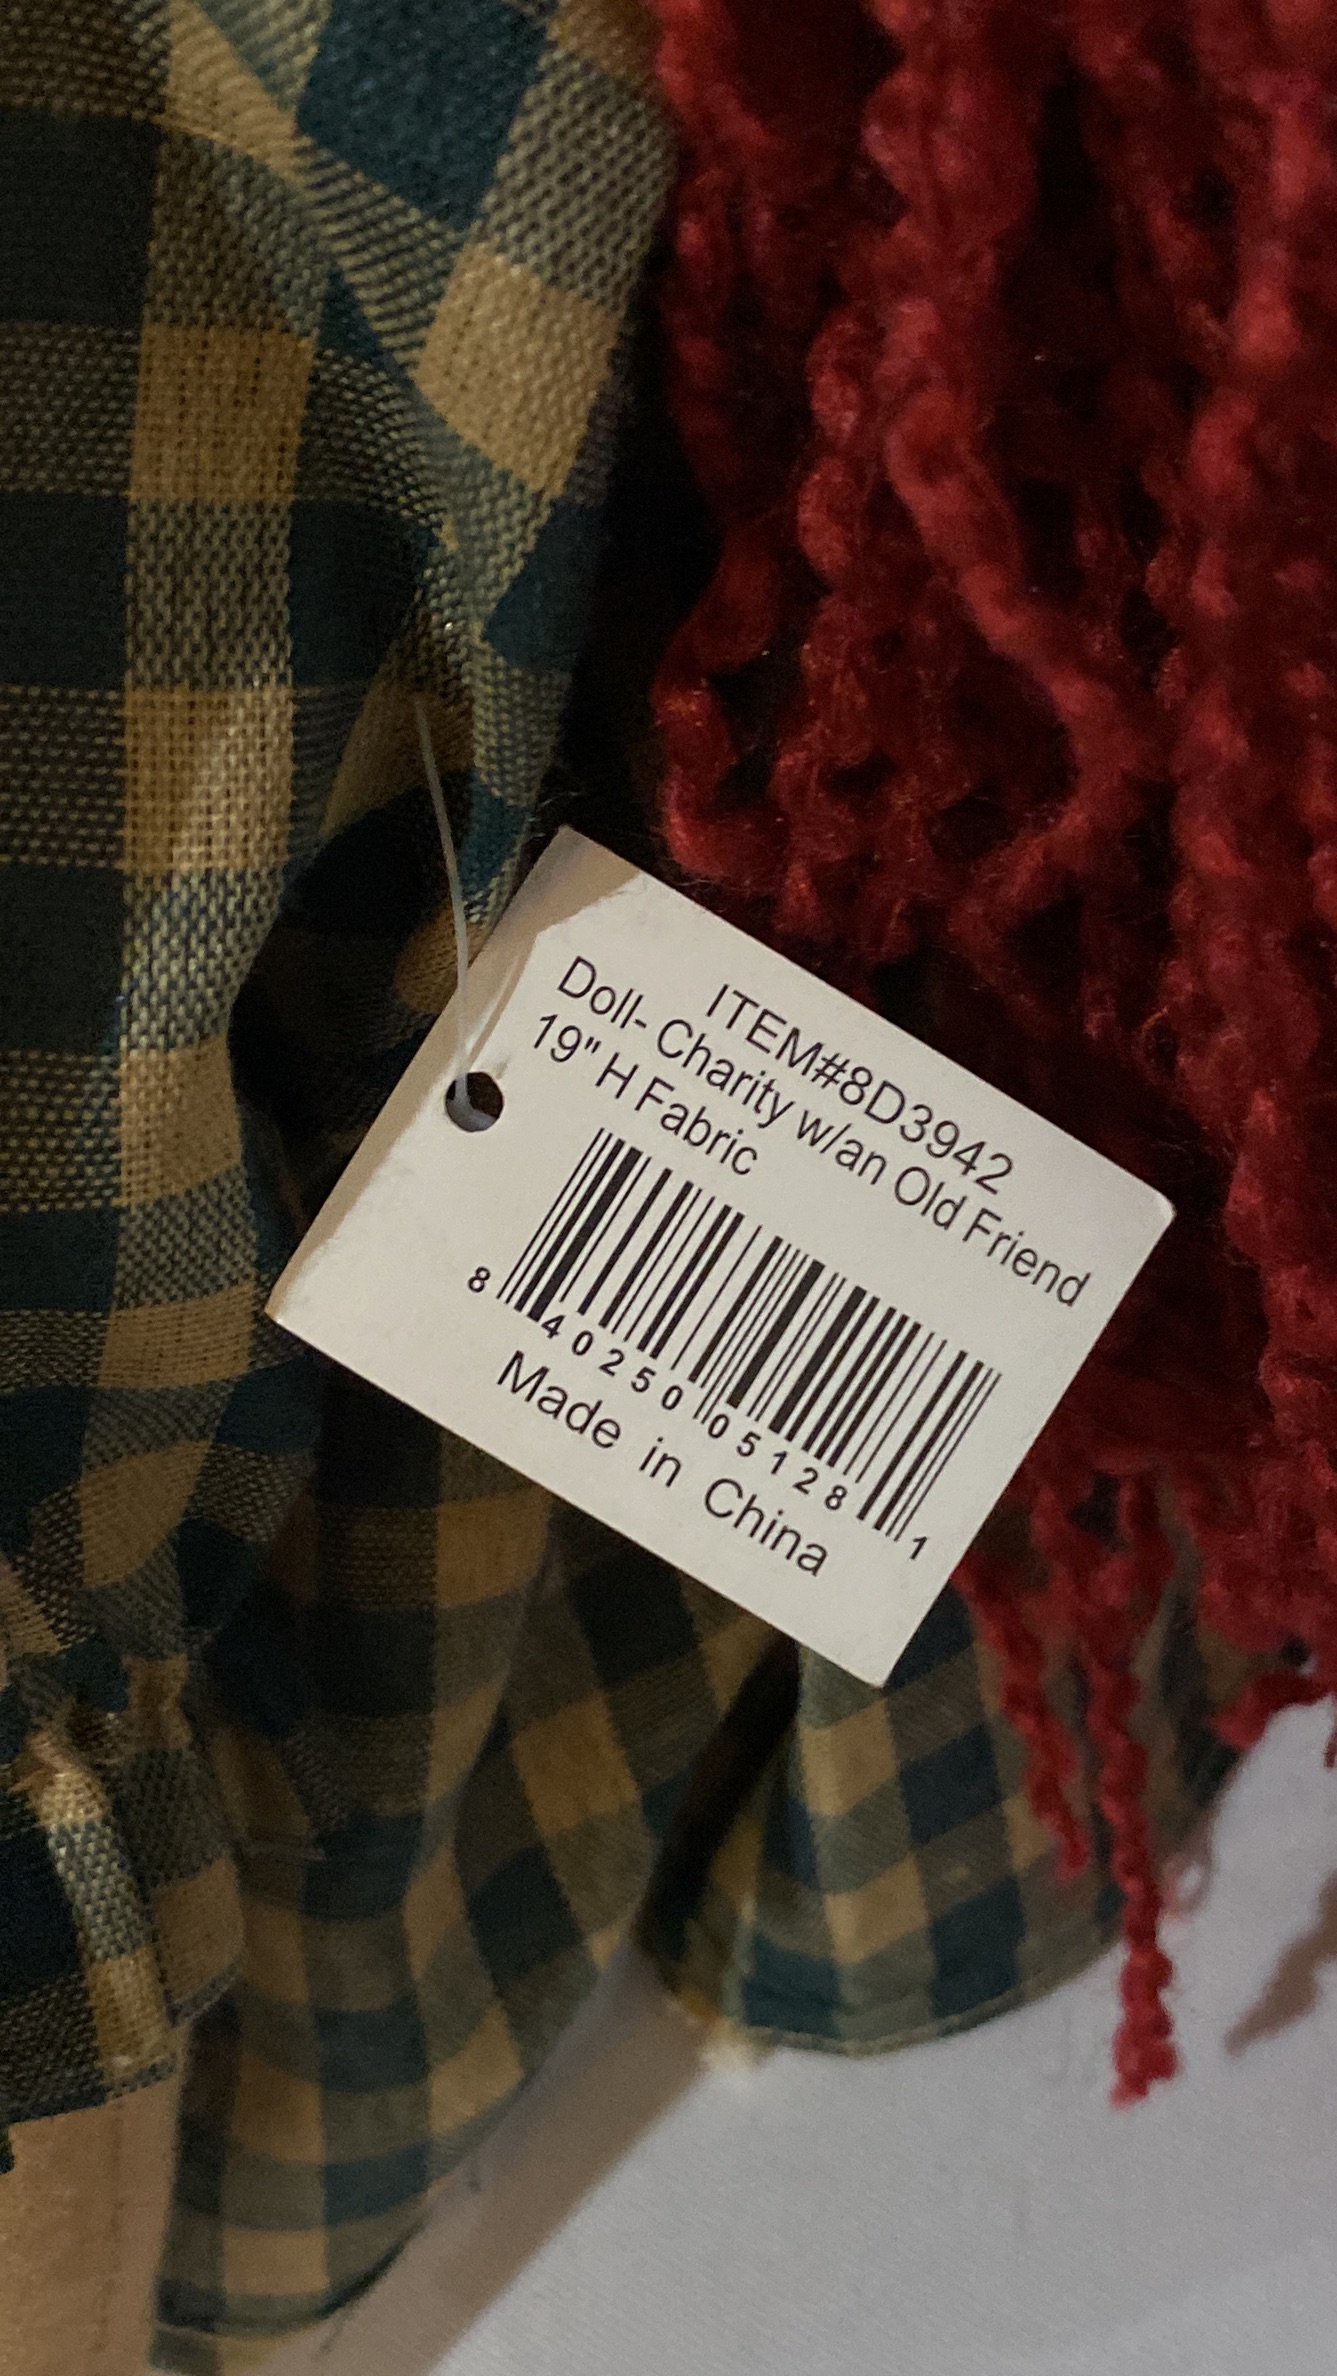 ITEM#8D3942
Doll- Charity w/an Old Friend
19" H Fabric
8 40250 05128 1
Made in China